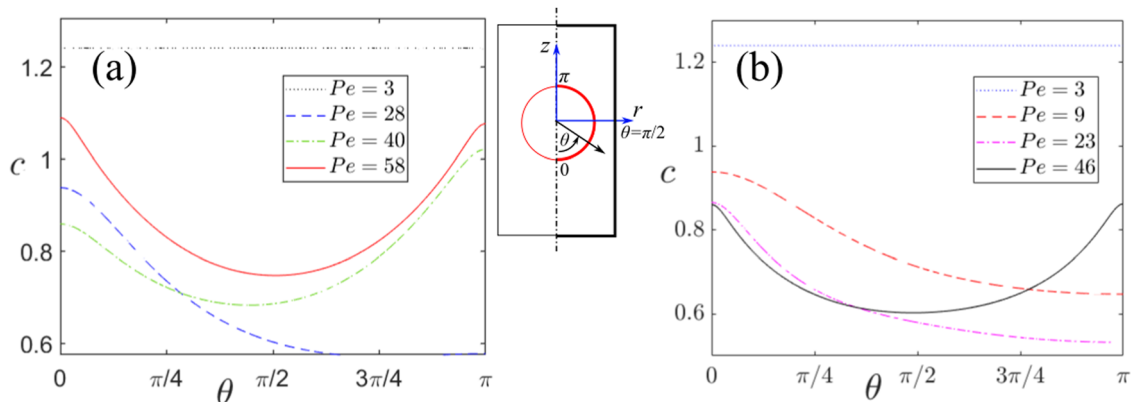 (a)
1.2
1
0.8
0.6
c
0
π/4
π/2
3π/4
π
θ
Pe = 3
Pe = 28
Pe = 40
Pe = 58
z
π
r
θ=π/2
θ
0
(b)
1.2
1
0.8
0.6
c
0
π/4
π/2
3π/4
π
θ
Pe = 3
Pe = 9
Pe = 23
Pe = 46